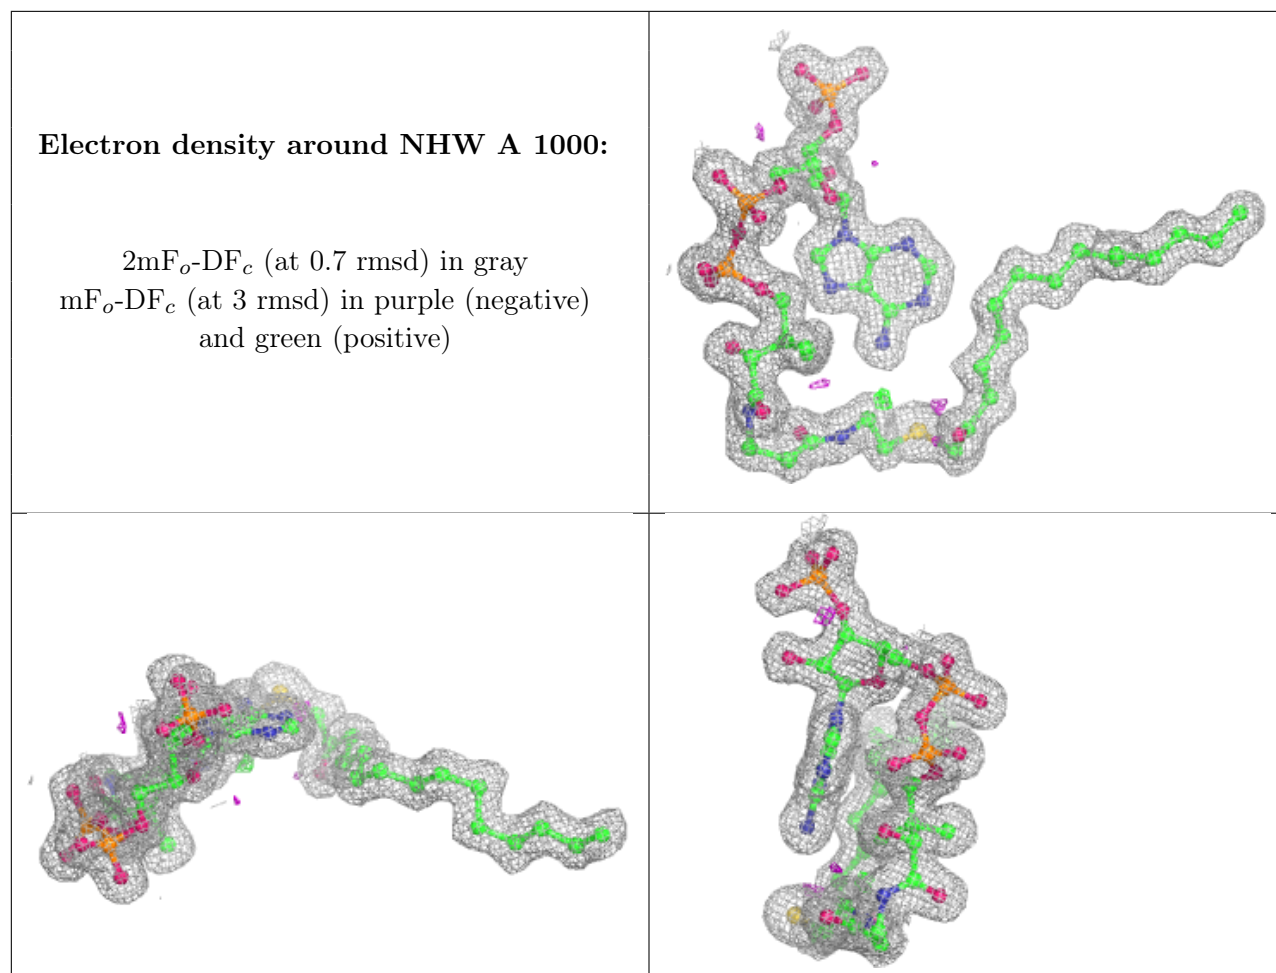 Electron density around NHW A 1000:
2mFo-DFc (at 0.7 rmsd) in gray
mFo-DFc (at 3 rmsd) in purple (negative)
and green (positive)